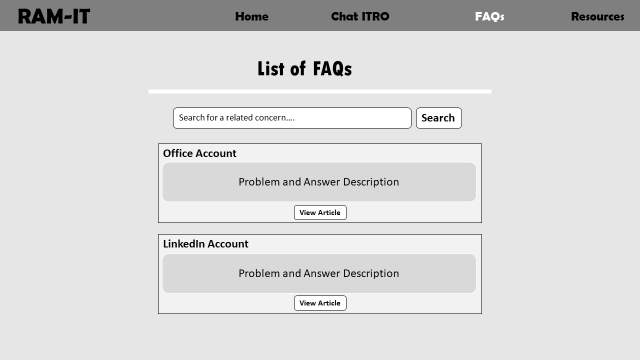 RAM-IT Home Chat ITRO FAQs Resources
List of FAQs
Search for a related concern.... Search
Office Account
Problem and Answer Description
View Article
LinkedIn Account
Problem and Answer Description
View Article